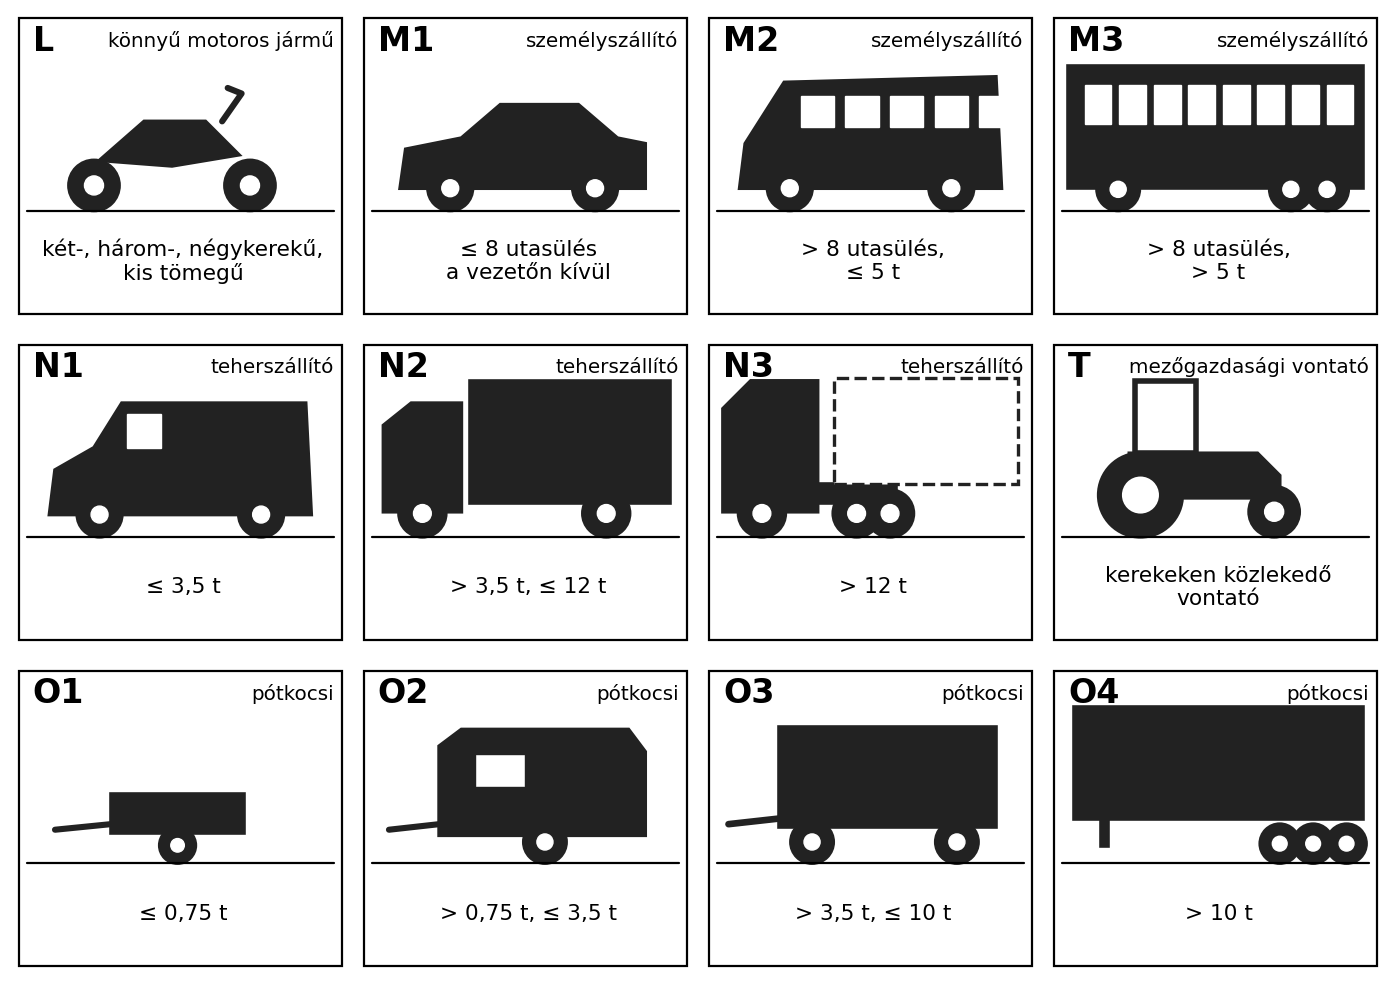 L könnyű motoros jármű
két-, három-, négykerekű,
kis tömegű
M1 személyszállító
≤ 8 utasülés
a vezetőn kívül
M2 személyszállító
> 8 utasülés,
≤ 5 t
M3 személyszállító
> 8 utasülés,
> 5 t
N1 teherszállító
≤ 3,5 t
N2 teherszállító
> 3,5 t, ≤ 12 t
N3 teherszállító
> 12 t
T mezőgazdasági vontató
kerekeken közlekedő
vontató
O1 pótkocsi
≤ 0,75 t
O2 pótkocsi
> 0,75 t, ≤ 3,5 t
O3 pótkocsi
> 3,5 t, ≤ 10 t
O4 pótkocsi
> 10 t